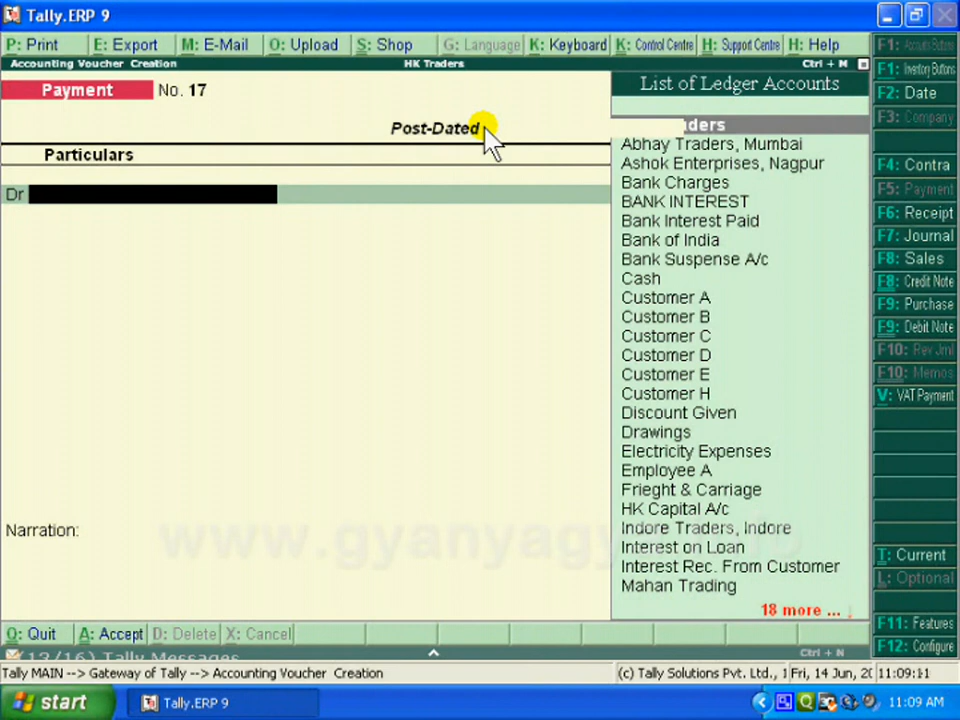 Tally.ERP 9
P: Print E: Export M: E-Mail O: Upload S: Shop G: Language K: Keyboard K: Control Centre H: Support Centre H: Help
F1: Accounts Buttons
Accounting Voucher Creation HK Traders Ctrl + M
F1: Inventory Buttons
Payment No. 17
List of Ledger Accounts
F2: Date
F3: Company
Post-Dated
Particulars
Dr
Abhay Traders, Mumbai
Ashok Enterprises, Nagpur
Bank Charges
BANK INTEREST
Bank Interest Paid
Bank of India
Bank Suspense A/c
Cash
Customer A
Customer B
Customer C
Customer D
Customer E
Customer H
Discount Given
Drawings
Electricity Expenses
Employee A
Frieght & Carriage
HK Capital A/c
Indore Traders, Indore
Interest on Loan
Interest Rec. From Customer
Mahan Trading
18 more ...
F4: Contra
F5: Payment
F6: Receipt
F7: Journal
F8: Sales
F8: Credit Note
F9: Purchase
F9: Debit Note
F10: Rev Jrnl
F10: Memos
V: VAT Payment
T: Current
L: Optional
F11: Features
F12: Configure
Narration:
Q: Quit A: Accept D: Delete X: Cancel
(13/16) Tally Messages Ctrl + N
Tally MAIN --> Gateway of Tally --> Accounting Voucher Creation (c) Tally Solutions Pvt. Ltd., Fri, 14 Jun,
start Tally.ERP 9 11:09 AM